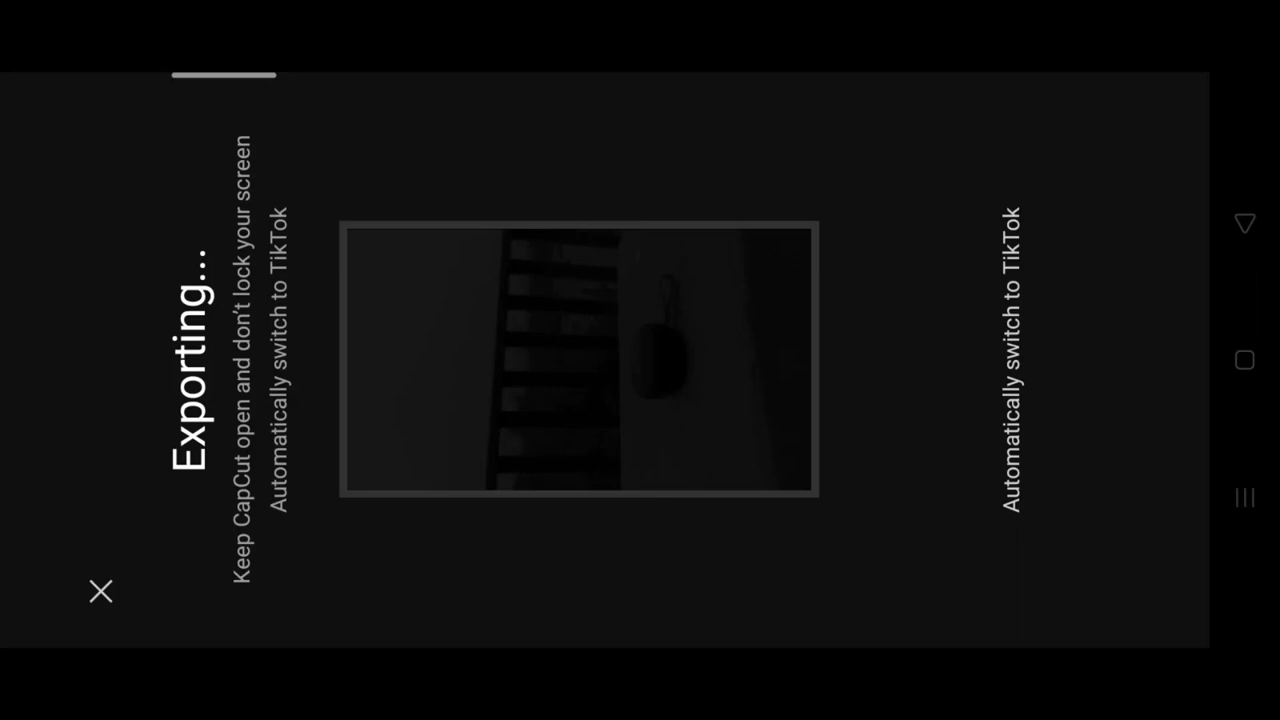 Exporting...
Keep CapCut open and don't lock your screen
Automatically switch to TikTok
Automatically switch to TikTok